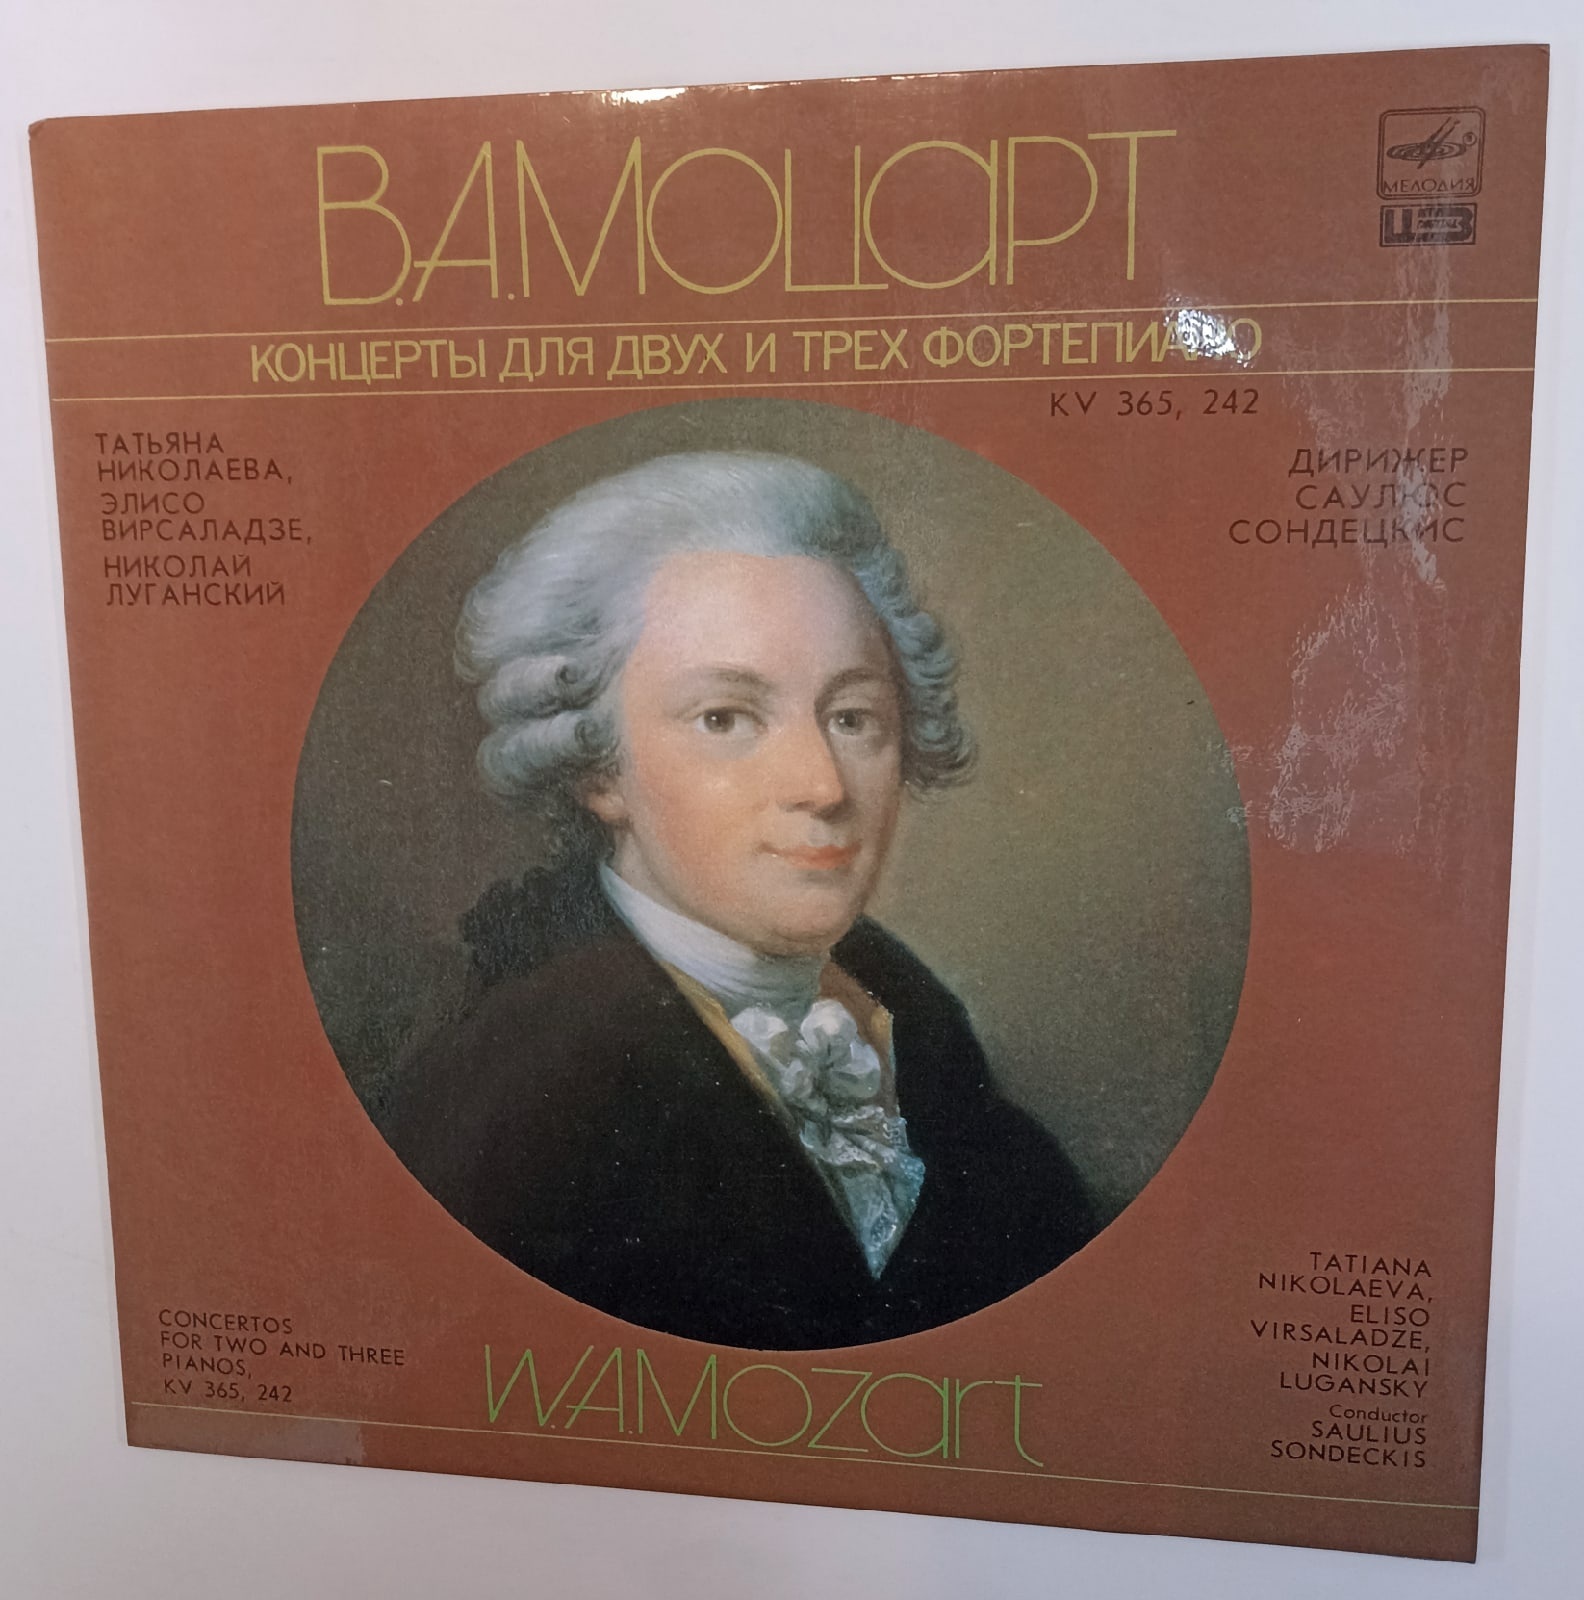 В.А.МОЦАРТ
МЕЛОДИЯ
КОНЦЕРТЫ ДЛЯ ДВУХ И ТРЕХ ФОРТЕПИАНО
KV 365, 242
ТАТЬЯНА
НИКОЛАЕВА,
ЭЛИСО
ВИРСАЛАДЗЕ,
НИКОЛАЙ
ЛУГАНСКИЙ
ДИРИЖЕР
САУЛЮС
СОНДЕЦКИС
CONCERTOS
FOR TWO AND THREE
PIANOS,
KV 365, 242
W.A.Mozart
TATIANA
NIKOLAEVA,
ELISO
VIRSALADZE,
NIKOLAI
LUGANSKY
Conductor
SAULIUS
SONDECKIS